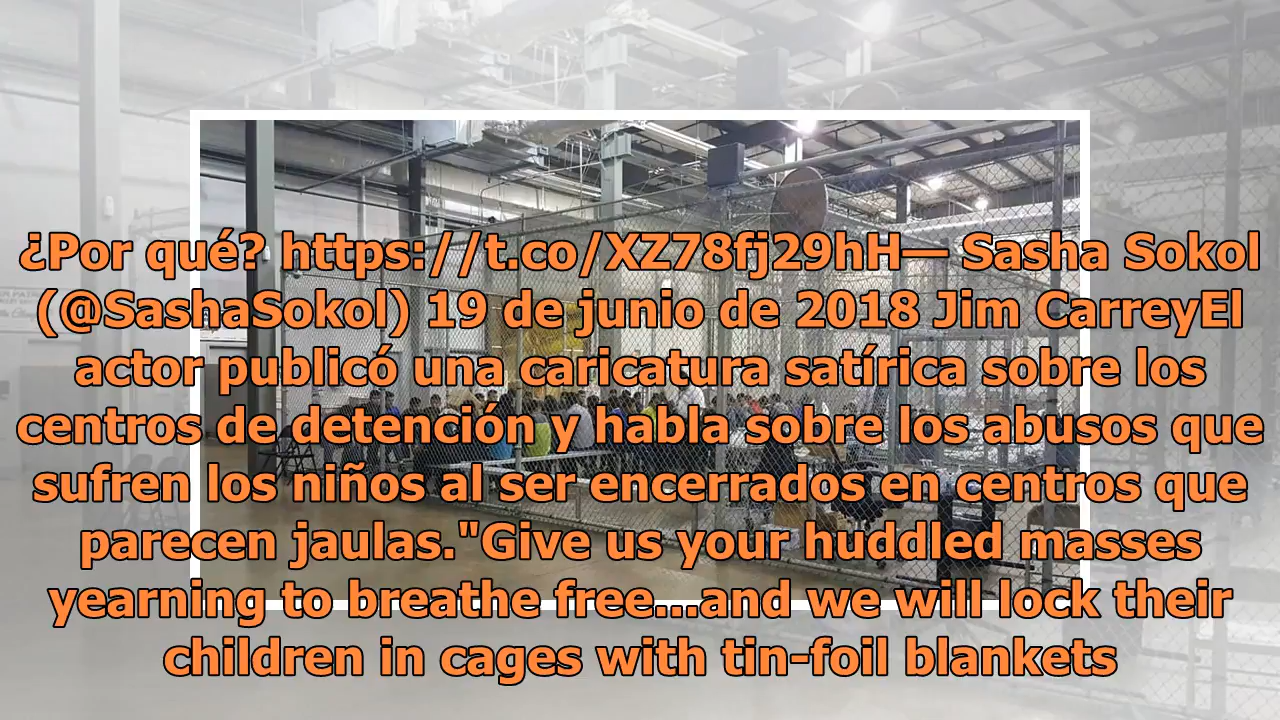 ¿Por qué? https://t.co/XZ78fj29hH— Sasha Sokol
(@SashaSokol) 19 de junio de 2018 Jim CarreyEl
actor publicó una caricatura satírica sobre los
centros de detención y habla sobre los abusos que
sufren los niños al ser encerrados en centros que
parecen jaulas."Give us your huddled masses
yearning to breathe free...and we will lock their
children in cages with tin-foil blankets